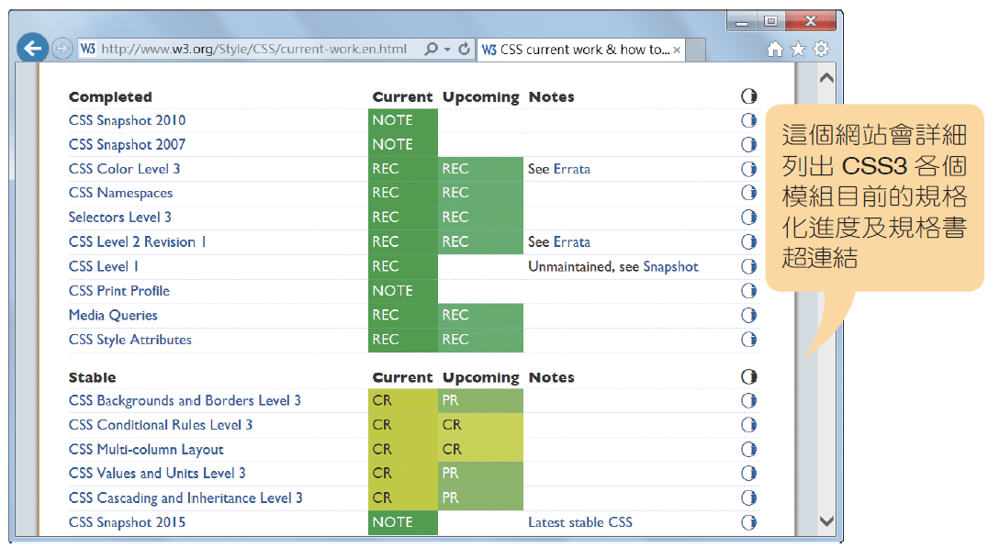 http://www.w3.org/Style/CSS/current-work.en.html W3 CSS current work & how to...
Completed Current Upcoming Notes
CSS Snapshot 2010 NOTE
CSS Snapshot 2007 NOTE
CSS Color Level 3 REC REC See Errata
CSS Namespaces REC REC
Selectors Level 3 REC REC
CSS Level 2 Revision 1 REC REC See Errata
CSS Level 1 REC Unmaintained, see Snapshot
CSS Print Profile NOTE
Media Queries REC REC
CSS Style Attributes REC REC
Stable Current Upcoming Notes
CSS Backgrounds and Borders Level 3 CR PR
CSS Conditional Rules Level 3 CR CR
CSS Multi-column Layout CR CR
CSS Values and Units Level 3 CR PR
CSS Cascading and Inheritance Level 3 CR PR
CSS Snapshot 2015 NOTE Latest stable CSS
這個網站會詳細
列出 CSS3 各個
模組目前的規格
化進度及規格書
超連結